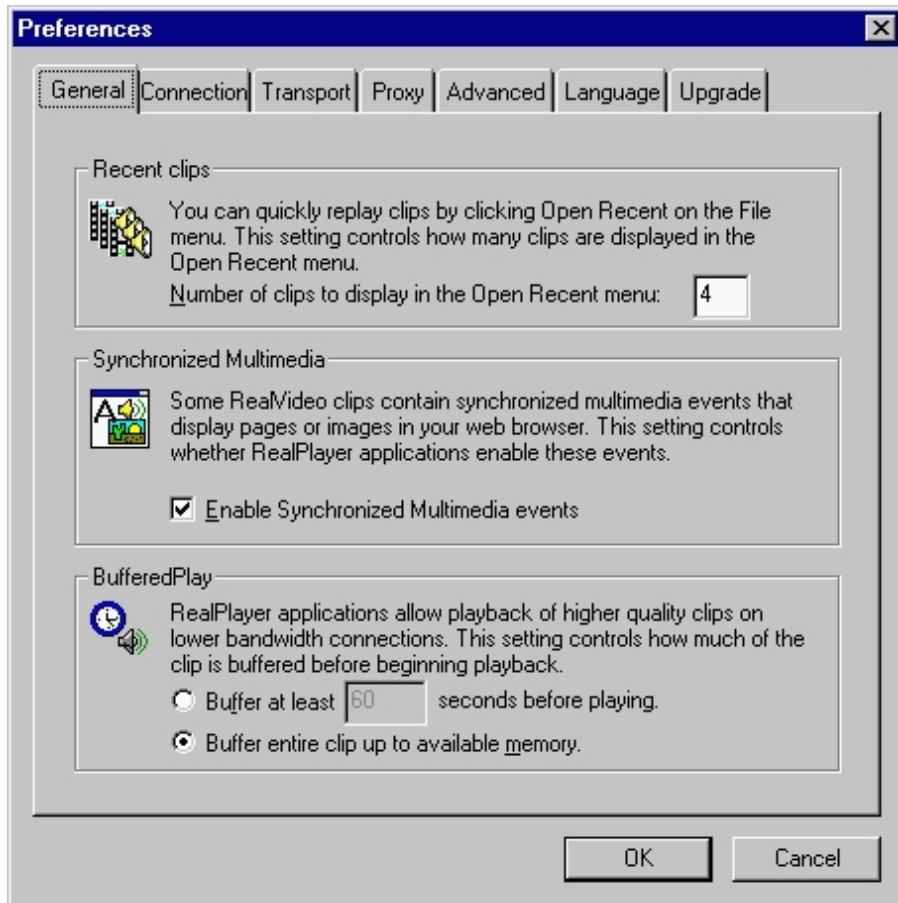 Preferences
General Connection Transport Proxy Advanced Language Upgrade
Recent clips
You can quickly replay clips by clicking Open Recent on the File
menu. This setting controls how many clips are displayed in the
Open Recent menu.
Number of clips to display in the Open Recent menu: 4
Synchronized Multimedia
Some RealVideo clips contain synchronized multimedia events that
display pages or images in your web browser. This setting controls
whether RealPlayer applications enable these events.
Enable Synchronized Multimedia events
BufferedPlay
RealPlayer applications allow playback of higher quality clips on
lower bandwidth connections. This setting controls how much of the
clip is buffered before beginning playback.
Buffer at least 60 seconds before playing.
Buffer entire clip up to available memory.
OK Cancel